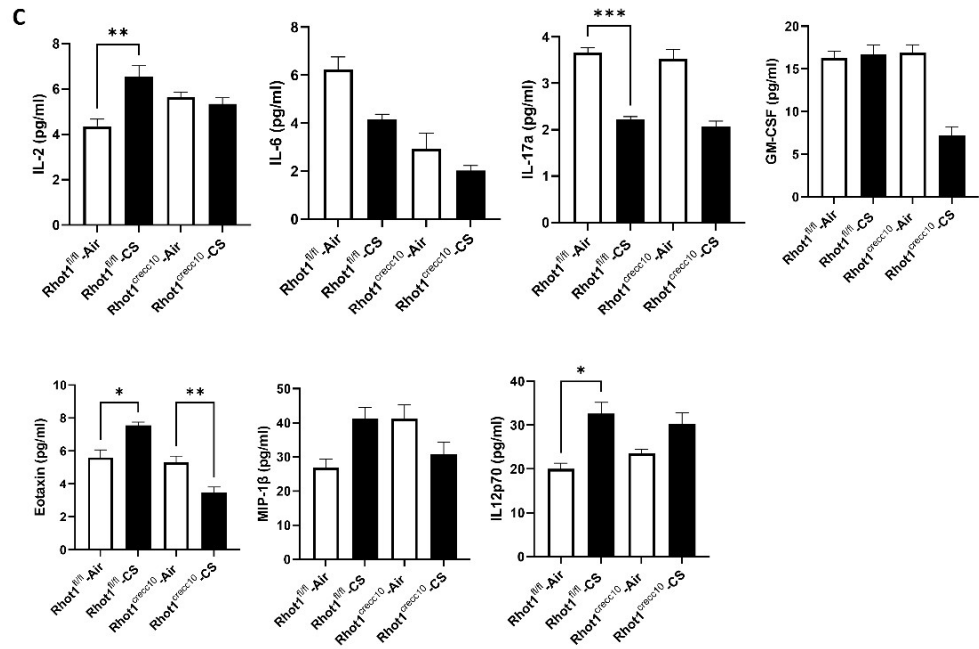 C
**
IL-2 (pg/ml)
8
6
4
2
0
Rhot1fl/fl-Air
Rhot1fl/fl-CS
Rhot1crecc10-Air
Rhot1crecc10-CS
IL-6 (pg/ml)
8
6
4
2
0
Rhot1fl/fl-Air
Rhot1fl/fl-CS
Rhot1crecc10-Air
Rhot1crecc10-CS
***
IL-17a (pg/ml)
4
3
2
1
0
Rhot1fl/fl-Air
Rhot1fl/fl-CS
Rhot1crecc10-Air
Rhot1crecc10-CS
GM-CSF (pg/ml)
20
15
10
5
0
Rhot1fl/fl-Air
Rhot1fl/fl-CS
Rhot1crecc10-Air
Rhot1crecc10-CS
*
**
Eotaxin (pg/ml)
10
8
6
4
2
0
Rhot1fl/fl-Air
Rhot1fl/fl-CS
Rhot1crecc10-Air
Rhot1crecc10-CS
MIP-1β (pg/ml)
50
40
30
20
10
0
Rhot1fl/fl-Air
Rhot1fl/fl-CS
Rhot1crecc10-Air
Rhot1crecc10-CS
*
IL12p70 (pg/ml)
40
30
20
10
0
Rhot1fl/fl-Air
Rhot1fl/fl-CS
Rhot1crecc10-Air
Rhot1crecc10-CS